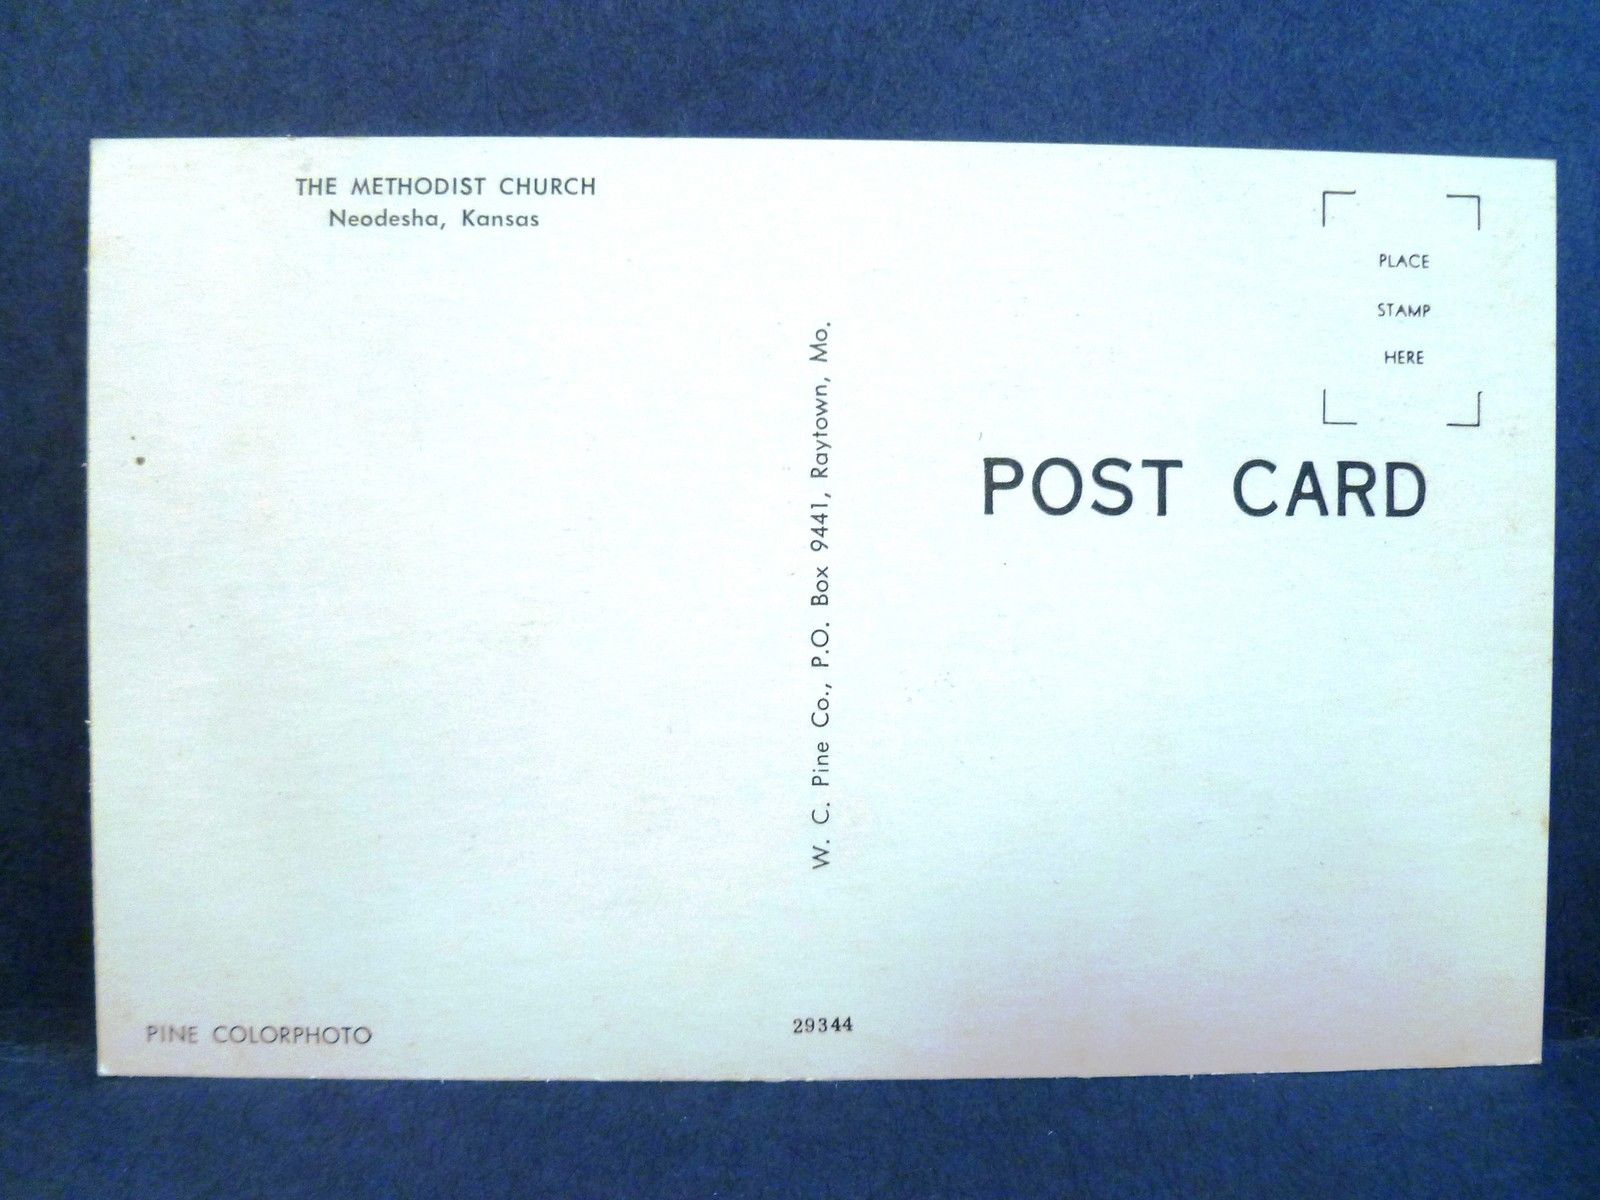 THE METHODIST CHURCH
Neodesha, Kansas
PLACE
STAMP
HERE
POST CARD
W. C. Pine Co., P.O. Box 9441, Raytown, Mo.
PINE COLORPHOTO
29344